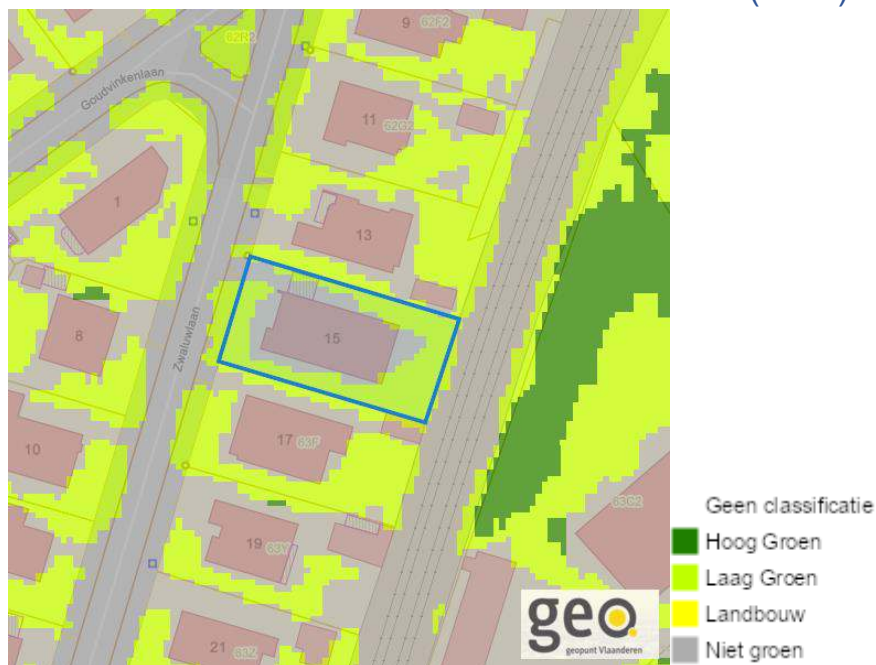 9
62F2
62R2
Goudvinkenlaan
11
62G2
1
13
15
Zwaluwlaan
8
17
63F
10
19
63Y
63C2
21
63Z
geo
geopunt Vlaanderen
Geen classificatie
Hoog Groen
Laag Groen
Landbouw
Niet groen